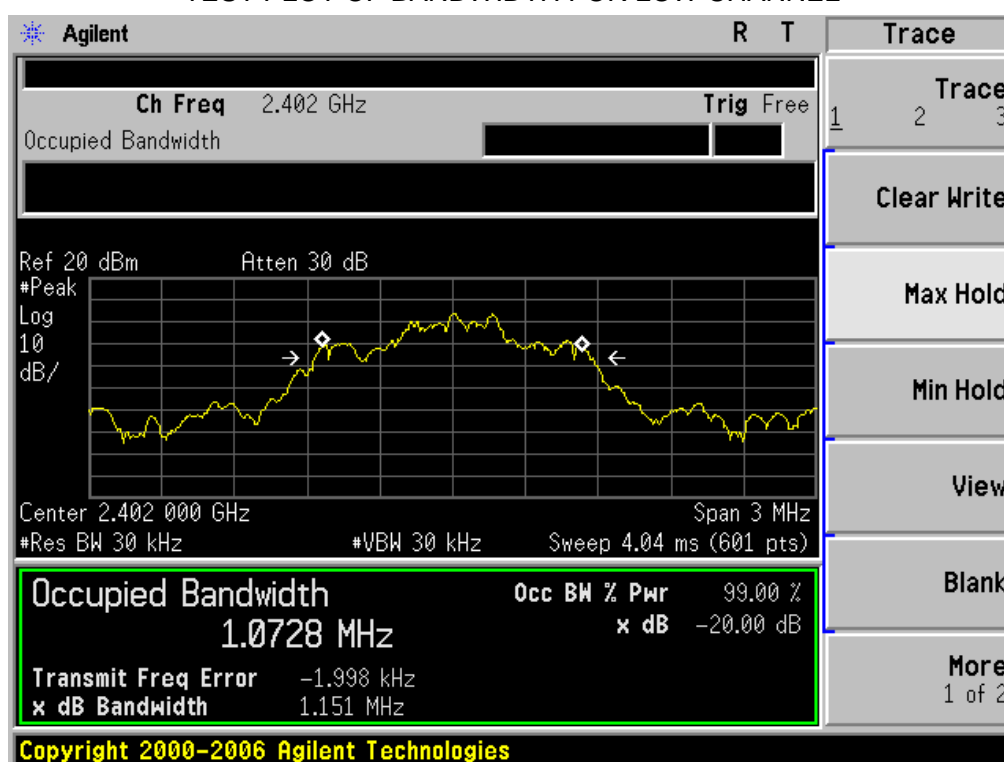 Agilent R T Trace
Ch Freq 2.402 GHz Trig Free
Occupied Bandwidth
Trace
1 2 3
Clear Write
Max Hold
Min Hold
View
Blank
More
1 of 2
Ref 20 dBm Atten 30 dB
#Peak
Log
10
dB/
Center 2.402 000 GHz Span 3 MHz
#Res BW 30 kHz #VBW 30 kHz Sweep 4.04 ms (601 pts)
Occupied Bandwidth Occ BW % Pwr 99.00 %
1.0728 MHz x dB -20.00 dB
Transmit Freq Error -1.998 kHz
x dB Bandwidth 1.151 MHz
Copyright 2000-2006 Agilent Technologies